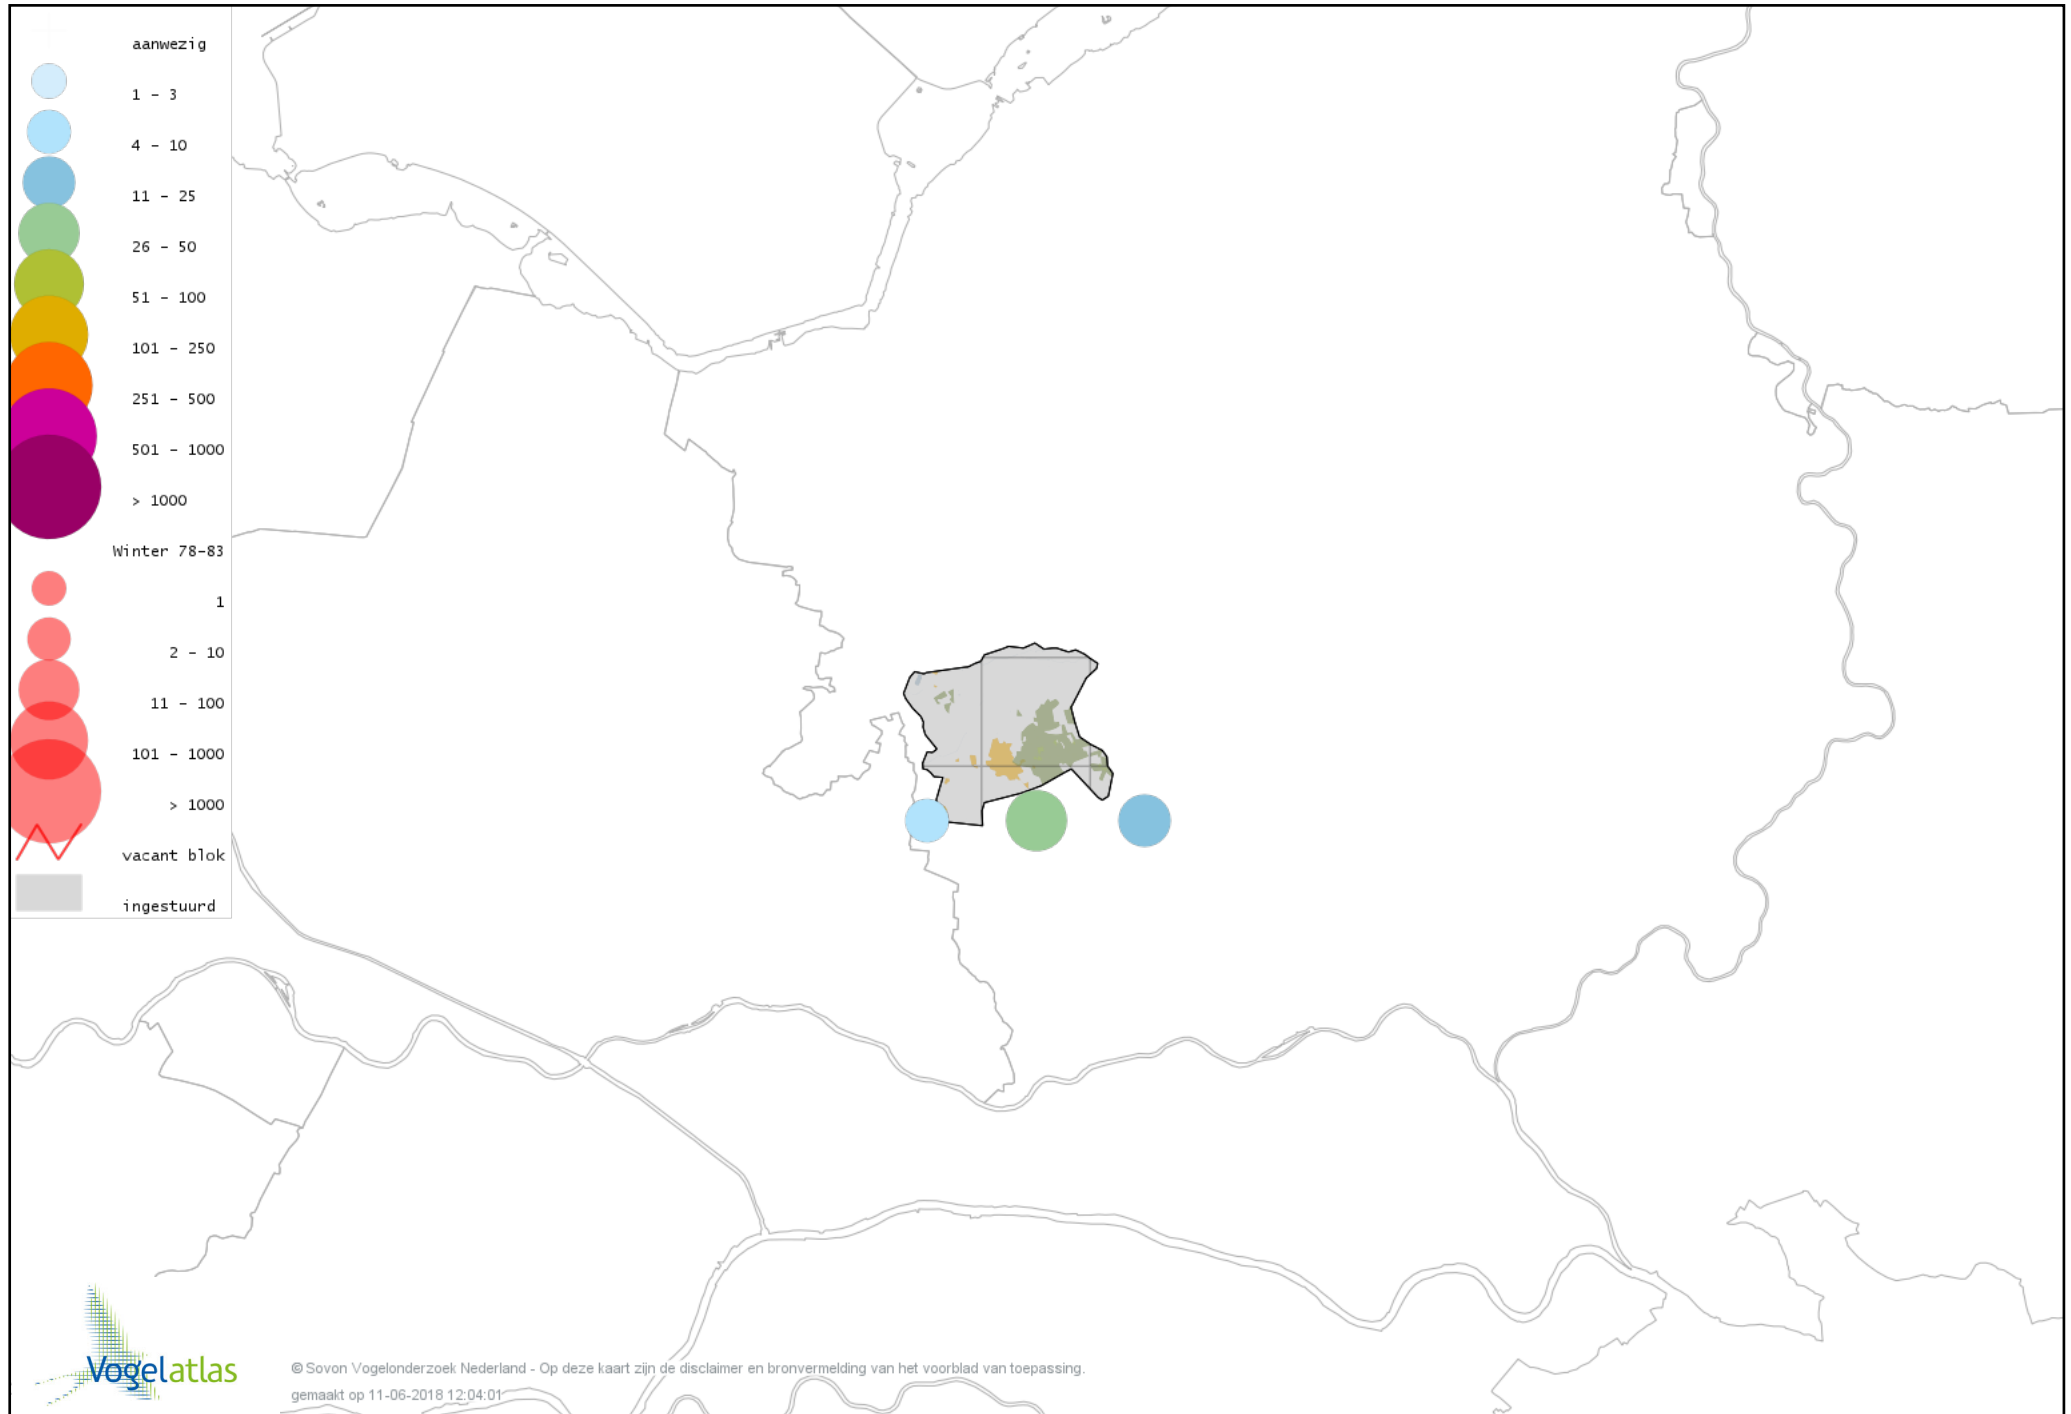 aanwezig
1 - 3
4 - 10
11 - 25
26 - 50
51 - 100
101 - 250
251 - 500
501 - 1000
> 1000
Winter 78-83
1
2 - 10
11 - 100
101 - 1000
> 1000
vacant blok
ingestuurd
Vogelatlas
© Sovon Vogelonderzoek Nederland - Op deze kaart zijn de disclaimer en bronvermelding van het voorblad van toepassing.
gemaakt op 11-06-2018 12:04:01